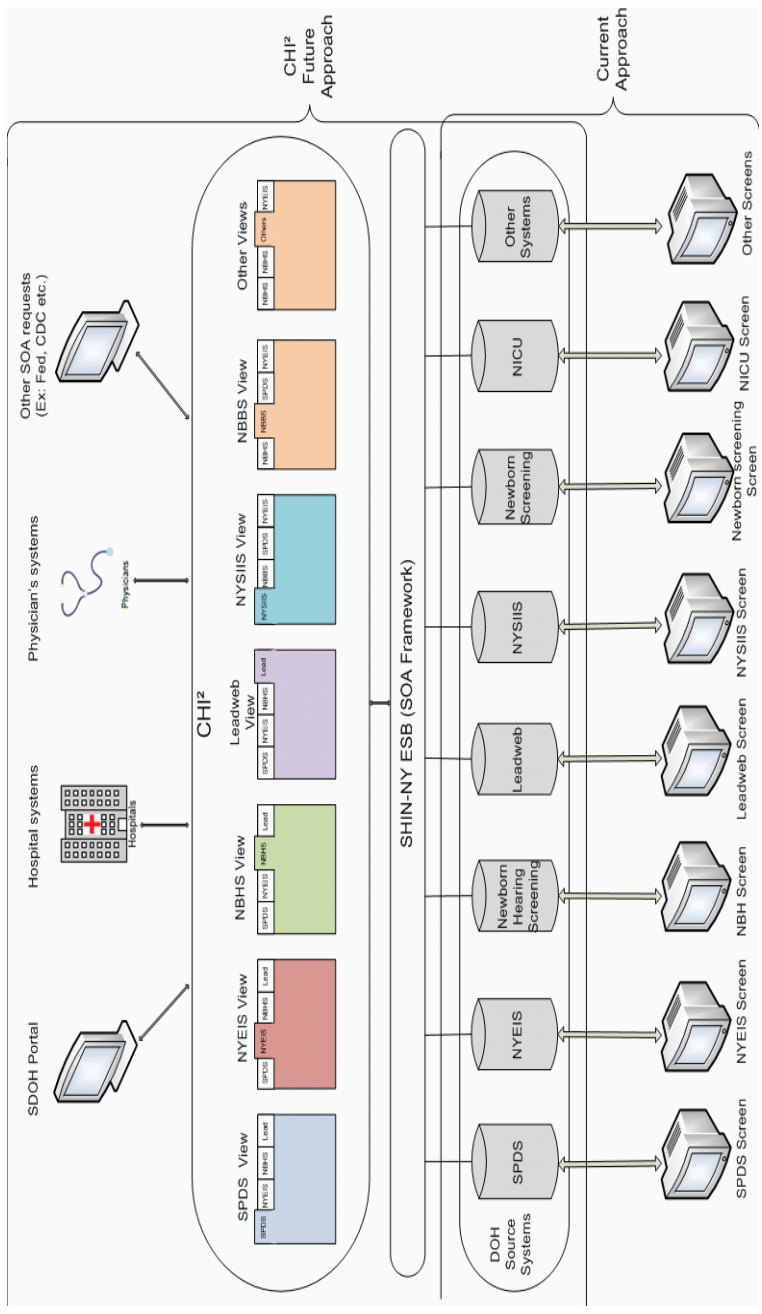 SDOH Portal
Hospital systems
Physician's systems
Other SOA requests
(Ex: Fed, CDC etc.)
Hospitals
Physicians
CHI²
Future
Approach
CHI²
SPDS View
NYEIS View
NBHS View
Leadweb
View
NYSIIS View
NBBS View
Other Views
SPDS NYEIS NBHS Lead
SPDS NYEIS NBHS Lead
SPDS NYEIS NBHS Lead
SPDS NYEIS NBHS Lead
NYSIIS NBBS SPDS NYEIS
NBHS NBBS SPDS NYEIS
NBHS NBHS Others NYEIS
SHIN-NY ESB (SOA Framework)
DOH
Source
Systems
SPDS
NYEIS
Newborn
Hearing
Screening
Leadweb
NYSIIS
Newborn
Screening
NICU
Other
Systems
Current
Approach
SPDS Screen
NYEIS Screen
NBH Screen
Leadweb Screen
NYSIIS Screen
Newborn screening
Screen
NICU Screen
Other Screens